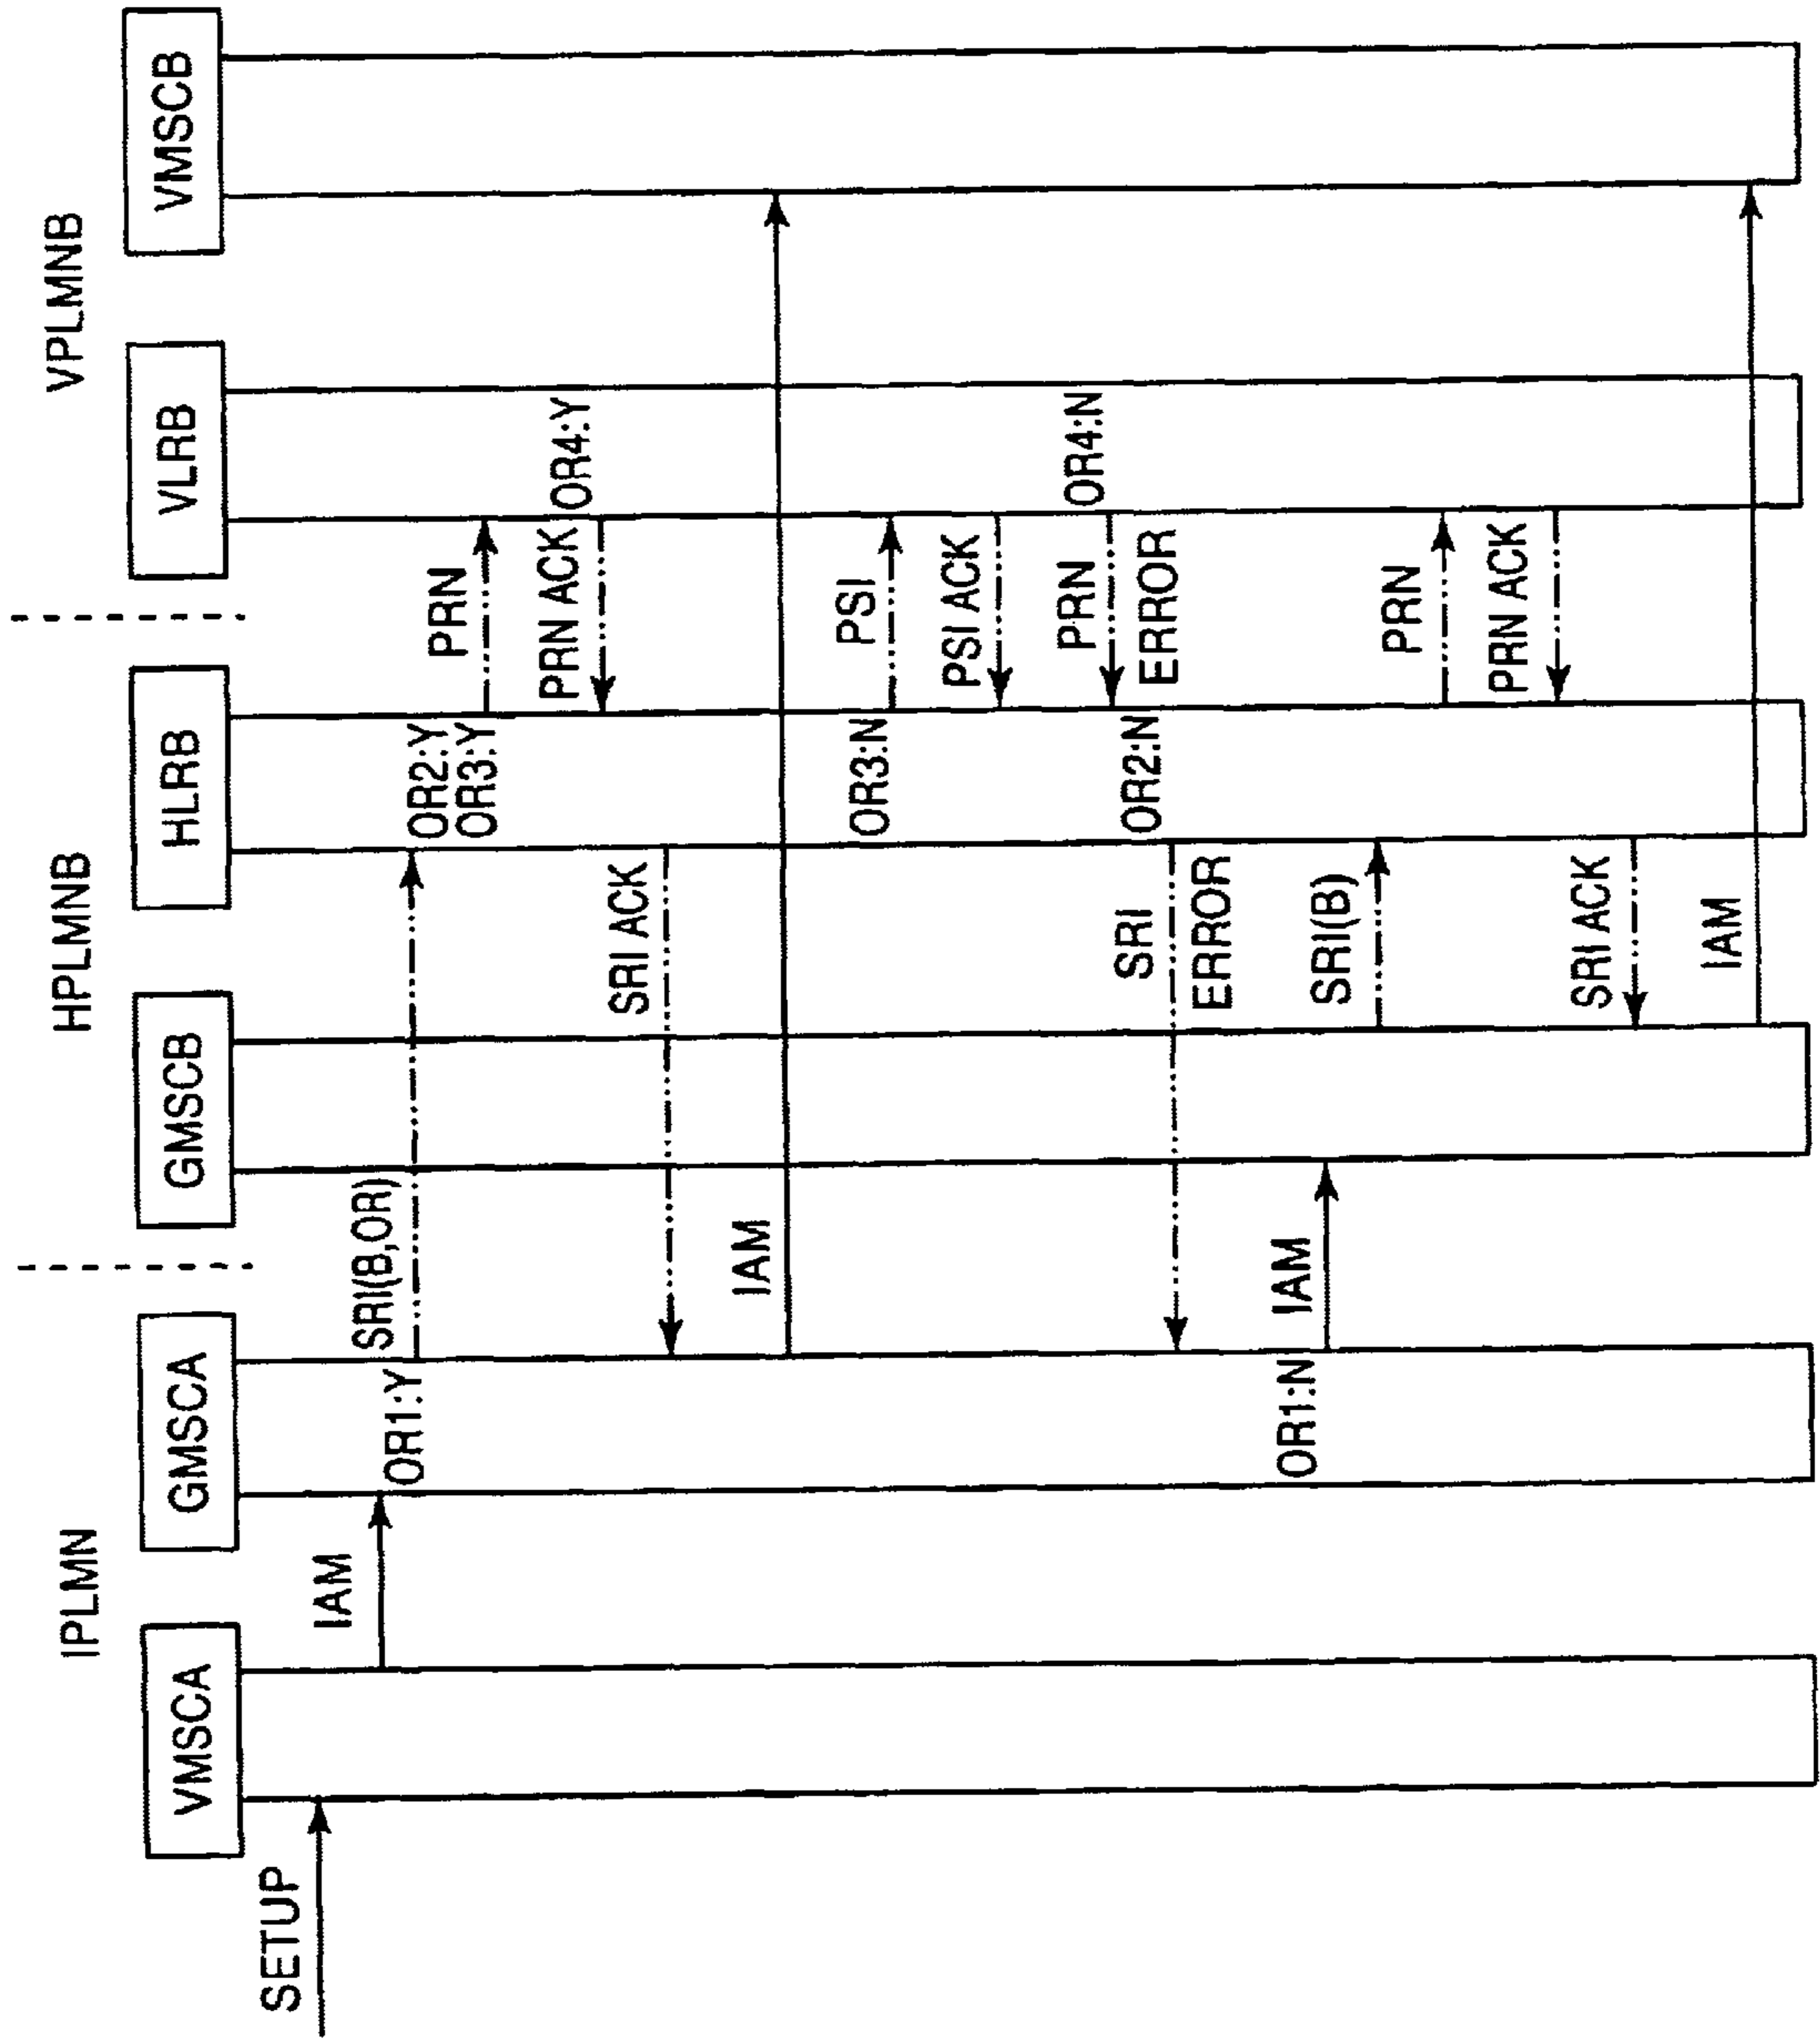 IPLMN
HPLMNB
VPLMNB
VMSCA
GMSCA
GMSCB
HLRB
VLRB
VMSCB
SETUP
IAM
OR1:Y
SRI(B,OR)
OR2:Y
OR3:Y
PRN
PRN ACK
OR4:Y
SRI ACK
IAM
OR3:N
PSI
PSI ACK
PRN
ERROR
OR4:N
OR2:N
SRI
ERROR
OR1:N
IAM
SRI(B)
PRN
PRN ACK
SRI ACK
IAM